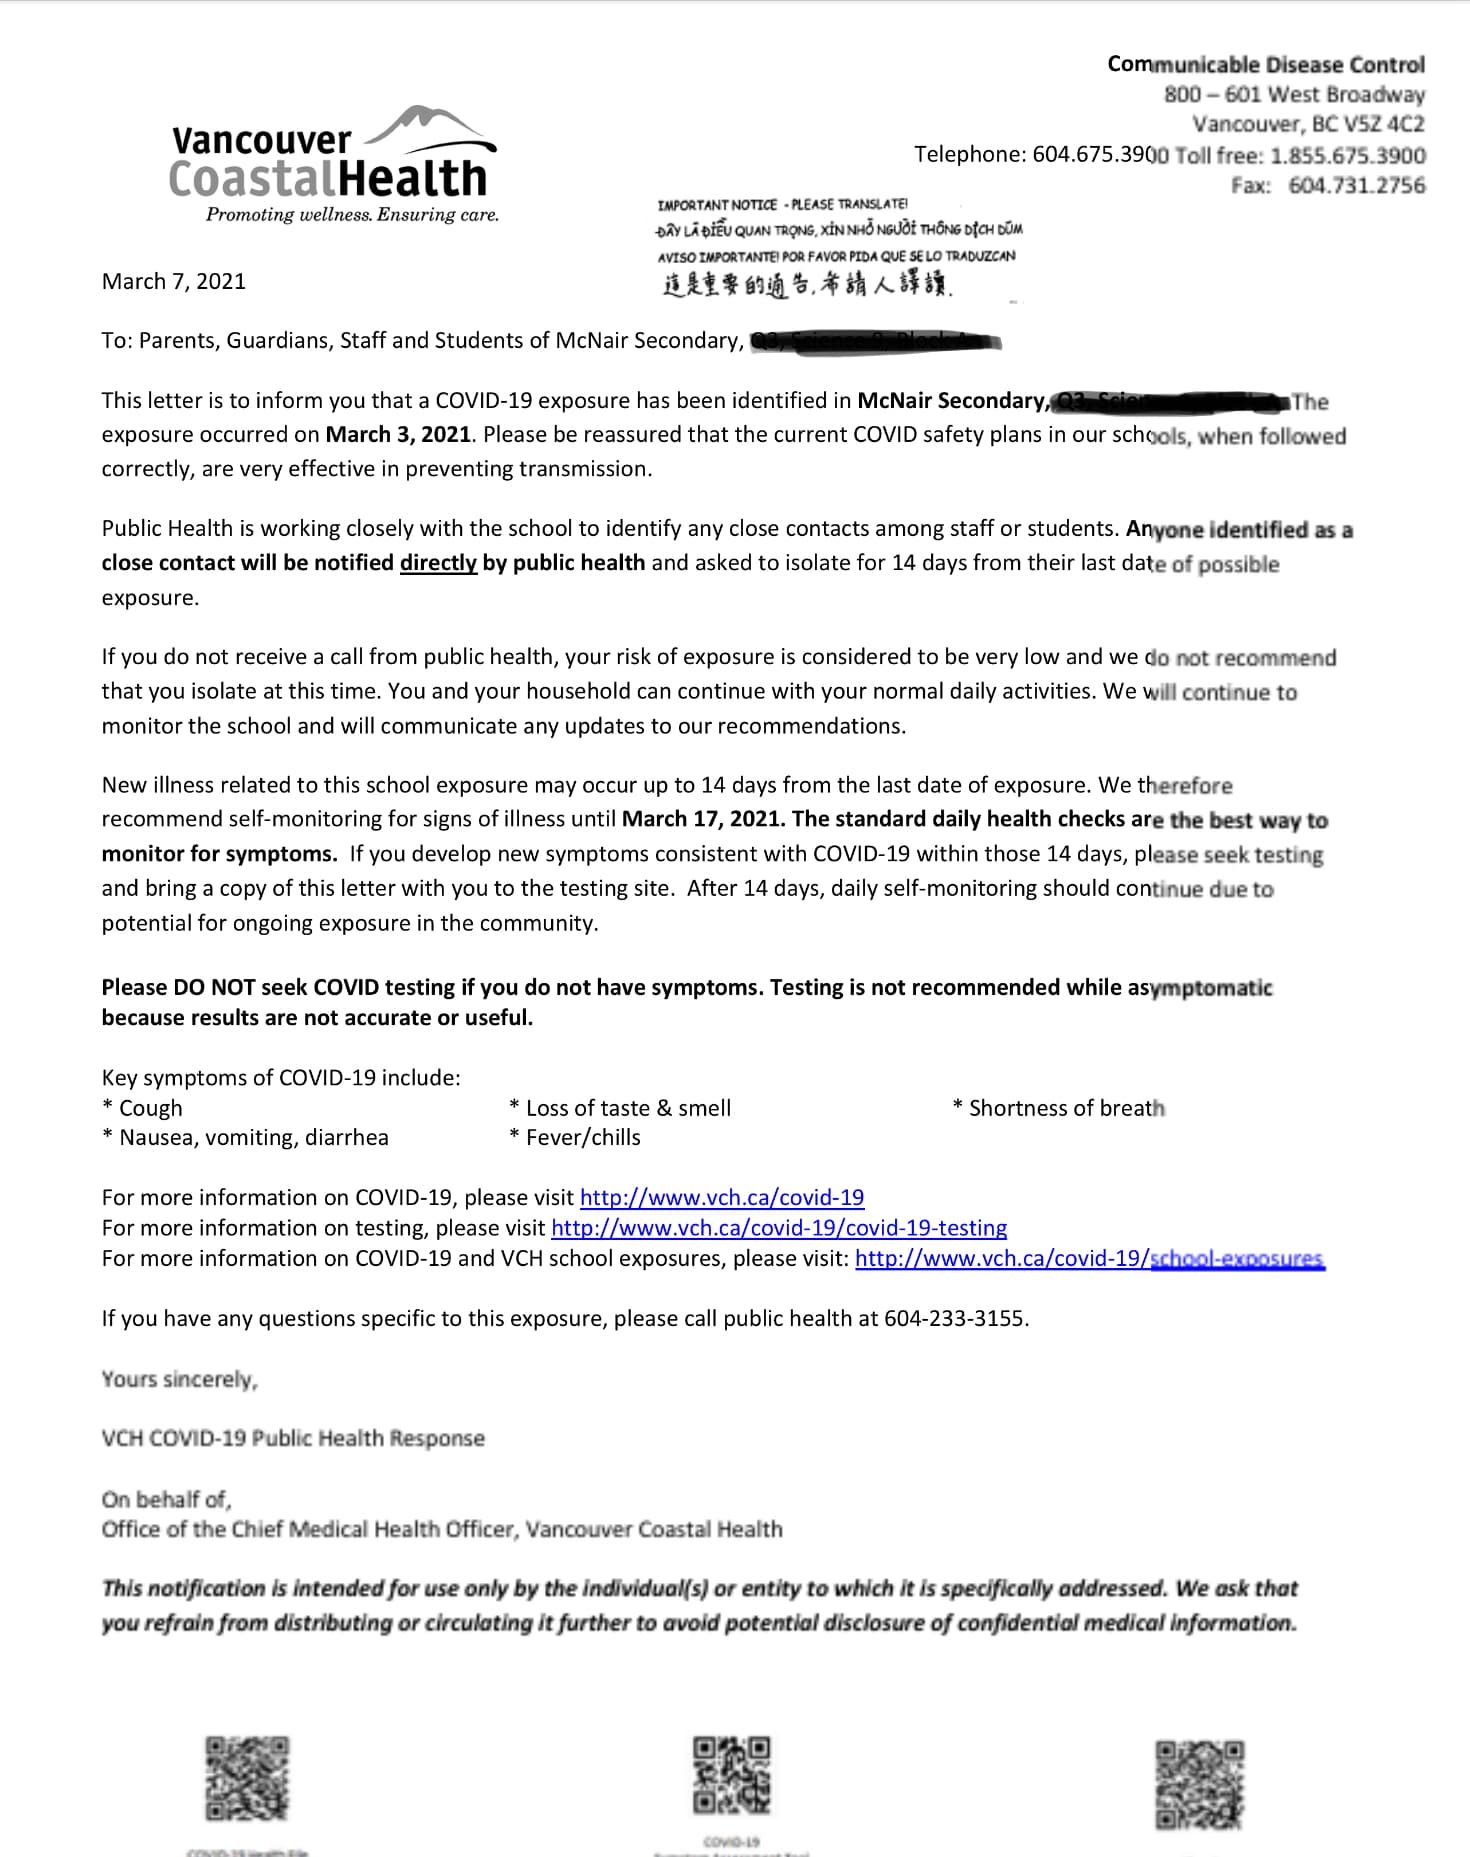 Communicable Disease Control
800 – 601 West Broadway
Vancouver, BC V5Z 4C2
Telephone: 604.675.3900 Toll free: 1.855.675.3900
Fax: 604.731.2756
Vancouver
CoastalHealth
Promoting wellness. Ensuring care.
IMPORTANT NOTICE - PLEASE TRANSLATE!
ĐÂY LÀ ĐIỀU QUAN TRỌNG, XIN NHỜ NGƯỜI THÔNG DỊCH DÙM
AVISO IMPORTANTE! POR FAVOR PIDA QUE SE LO TRADUZCAN
這是重要的通告,希請人譯讀.
March 7, 2021
To: Parents, Guardians, Staff and Students of McNair Secondary,
This letter is to inform you that a COVID-19 exposure has been identified in McNair Secondary, The
exposure occurred on March 3, 2021. Please be reassured that the current COVID safety plans in our schools, when followed
correctly, are very effective in preventing transmission.
Public Health is working closely with the school to identify any close contacts among staff or students. Anyone identified as a
close contact will be notified directly by public health and asked to isolate for 14 days from their last date of possible
exposure.
If you do not receive a call from public health, your risk of exposure is considered to be very low and we do not recommend
that you isolate at this time. You and your household can continue with your normal daily activities. We will continue to
monitor the school and will communicate any updates to our recommendations.
New illness related to this school exposure may occur up to 14 days from the last date of exposure. We therefore
recommend self-monitoring for signs of illness until March 17, 2021. The standard daily health checks are the best way to
monitor for symptoms. If you develop new symptoms consistent with COVID-19 within those 14 days, please seek testing
and bring a copy of this letter with you to the testing site. After 14 days, daily self-monitoring should continue due to
potential for ongoing exposure in the community.
Please DO NOT seek COVID testing if you do not have symptoms. Testing is not recommended while asymptomatic
because results are not accurate or useful.
Key symptoms of COVID-19 include:
* Cough * Loss of taste & smell * Shortness of breath
* Nausea, vomiting, diarrhea * Fever/chills
For more information on COVID-19, please visit http://www.vch.ca/covid-19
For more information on testing, please visit http://www.vch.ca/covid-19/covid-19-testing
For more information on COVID-19 and VCH school exposures, please visit: http://www.vch.ca/covid-19/school-exposures
If you have any questions specific to this exposure, please call public health at 604-233-3155.
Yours sincerely,
VCH COVID-19 Public Health Response
On behalf of,
Office of the Chief Medical Health Officer, Vancouver Coastal Health
This notification is intended for use only by the individual(s) or entity to which it is specifically addressed. We ask that
you refrain from distributing or circulating it further to avoid potential disclosure of confidential medical information.
COVID-19